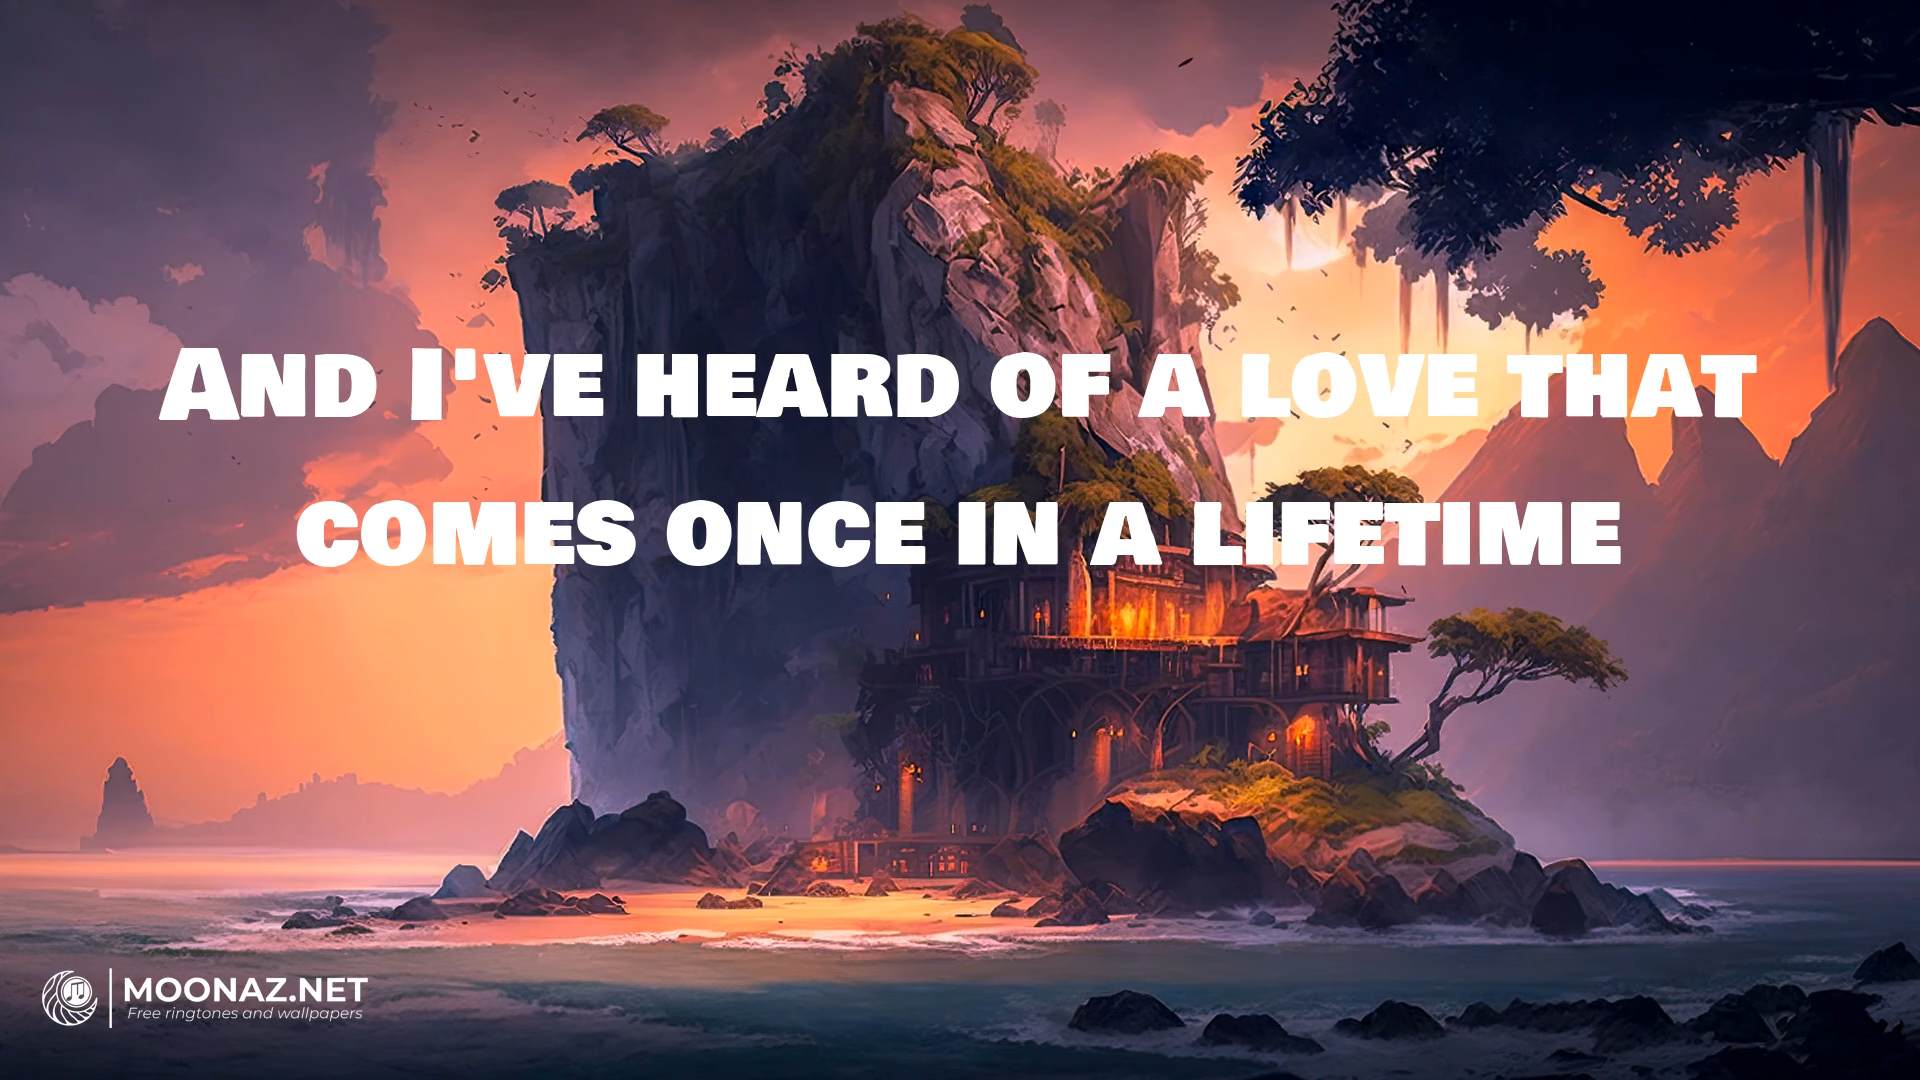 And I've heard of a love that
comes once in a lifetime
MOONAZ.NET
Free ringtones and wallpapers